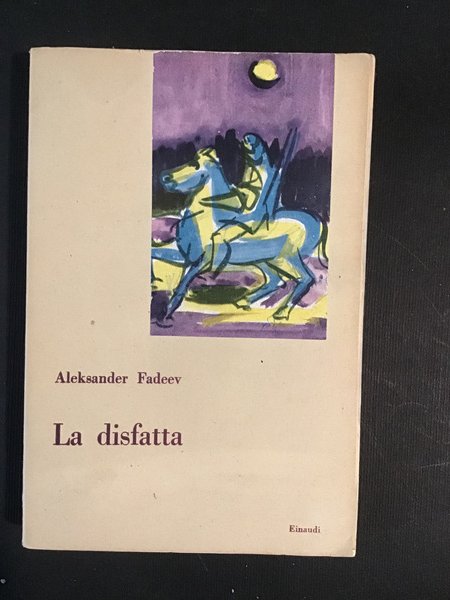 Aleksander Fadeev
La disfatta
Einaudi